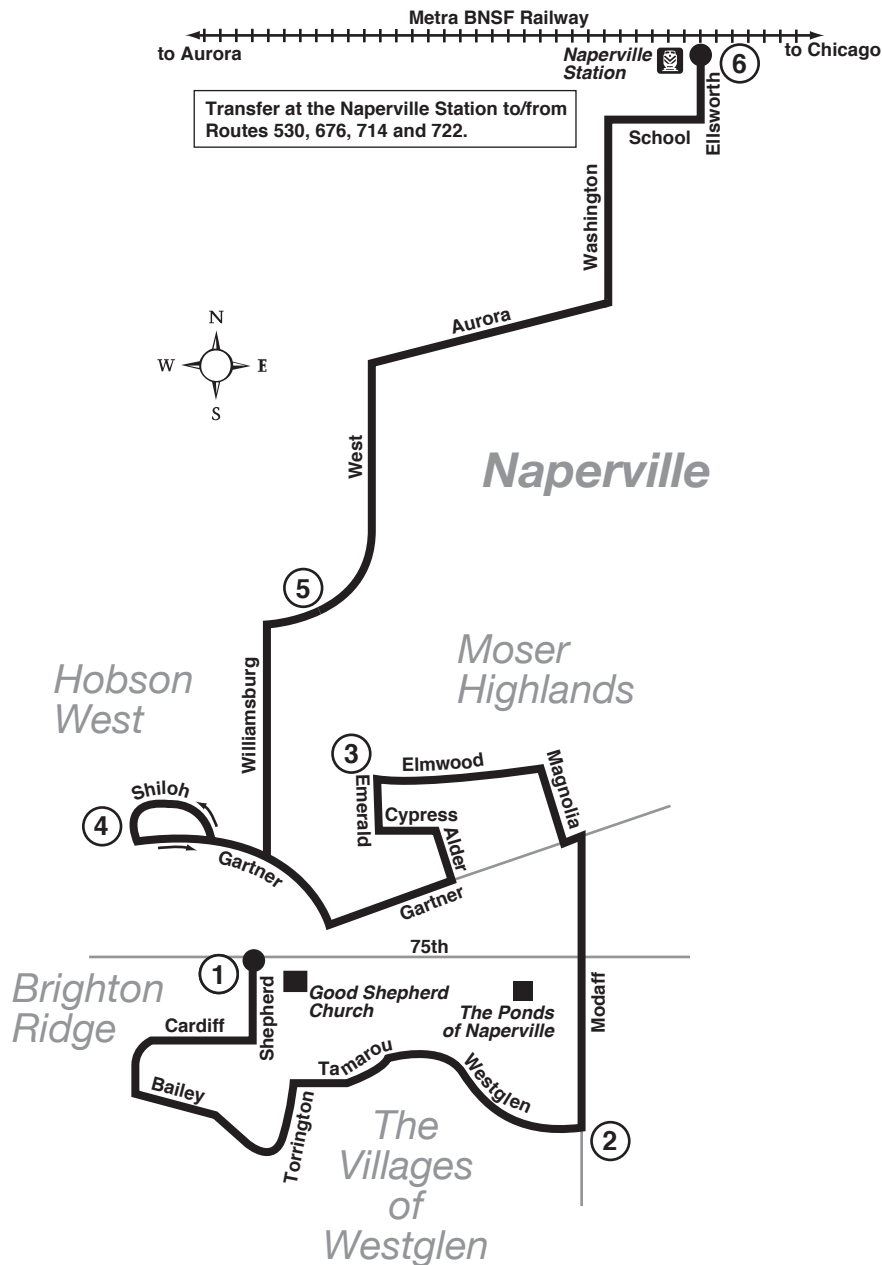 Metra BNSF Railway
to Aurora
to Chicago
Naperville
Station
6
Ellsworth
Transfer at the Naperville Station to/from
Routes 530, 676, 714 and 722.
School
Washington
Aurora
N
W
E
S
West
Naperville
5
Williamsburg
Hobson
West
Moser
Highlands
3
Elmwood
Magnolia
Emerald
Cypress
Alder
Shiloh
4
Gartner
Gartner
75th
1
Shepherd
Good Shepherd
Church
The Ponds
of Naperville
Modaff
Brighton
Ridge
Cardiff
Bailey
Torrington
Tamarou
Westglen
2
The
Villages
of
Westglen